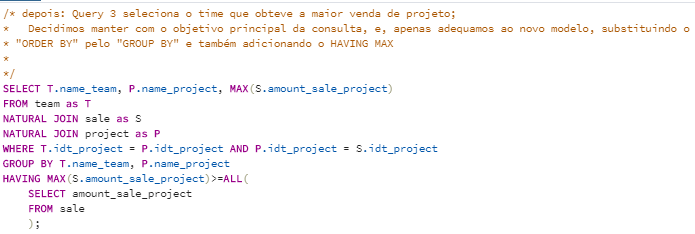 /* depois: Query 3 seleciona o time que obteve a maior venda de projeto;
*   Decidimos manter com o objetivo principal da consulta, e, apenas adequamos ao novo modelo, substituindo o
* "ORDER BY" pelo "GROUP BY" e também adicionando o HAVING MAX
*
*/
SELECT T.name_team, P.name_project, MAX(S.amount_sale_project)
FROM team as T
NATURAL JOIN sale as S
NATURAL JOIN project as P
WHERE T.idt_project = P.idt_project AND P.idt_project = S.idt_project
GROUP BY T.name_team, P.name_project
HAVING MAX(S.amount_sale_project)>=ALL(
    SELECT amount_sale_project
    FROM sale
    );